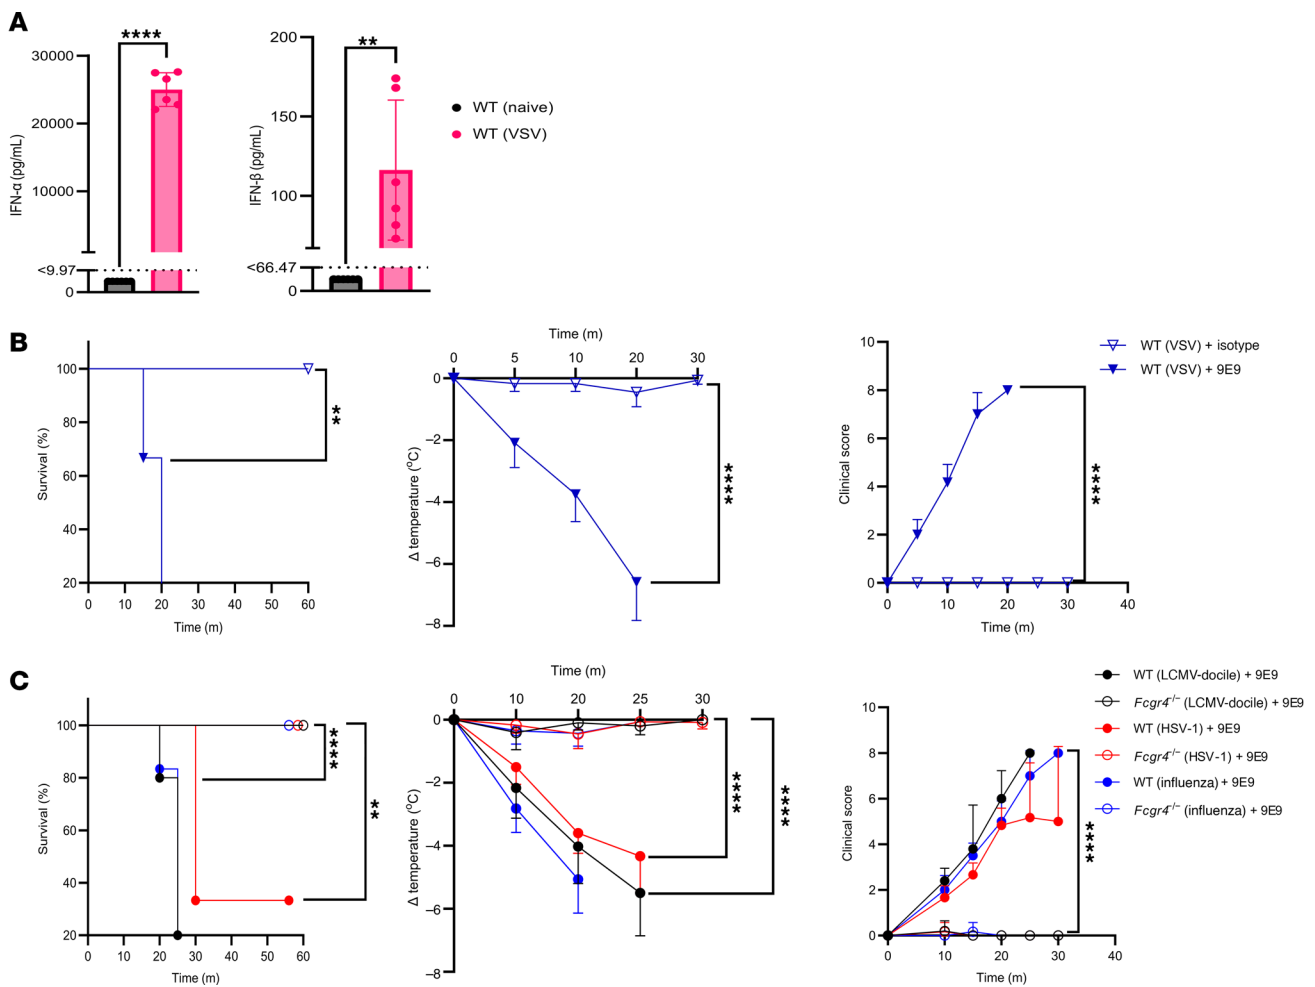 A
****
30000
20000
10000
<9.97
0
IFN-α (pg/mL)
**
200
150
100
<66.47
0
IFN-β (pg/mL)
WT (naive)
WT (VSV)
B
100
80
60
40
20
Survival (%)
0 10 20 30 40 50 60
Time (m)
**
Time (m)
0 5 10 20 30
0
–2
–4
–6
–8
Δ temperature (°C)
****
10
8
6
4
2
0
Clinical score
0 10 20 30 40
Time (m)
****
WT (VSV) + isotype
WT (VSV) + 9E9
C
100
80
60
40
20
Survival (%)
0 10 20 30 40 50 60
Time (m)
****
**
Time (m)
0 10 20 25 30
0
–2
–4
–6
–8
Δ temperature (°C)
****
****
10
8
6
4
2
0
Clinical score
0 10 20 30 40
Time (m)
****
WT (LCMV-docile) + 9E9
Fcgr4⁻/⁻ (LCMV-docile) + 9E9
WT (HSV-1) + 9E9
Fcgr4⁻/⁻ (HSV-1) + 9E9
WT (influenza) + 9E9
Fcgr4⁻/⁻ (influenza) + 9E9